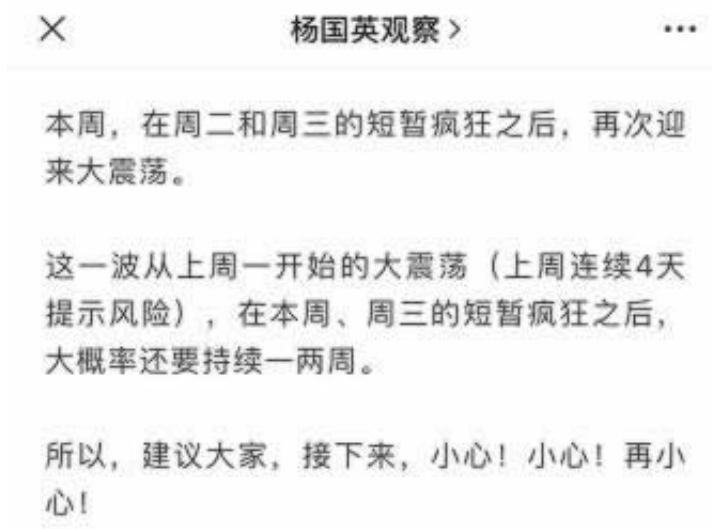 杨国英观察>
本周，在周二和周三的短暂疯狂之后，再次迎
来大震荡。
这一波从上周一开始的大震荡（上周连续4天
提示风险），在本周、周三的短暂疯狂之后，
大概率还要持续一两周。
所以，建议大家，接下来，小心！小心！再小
心！